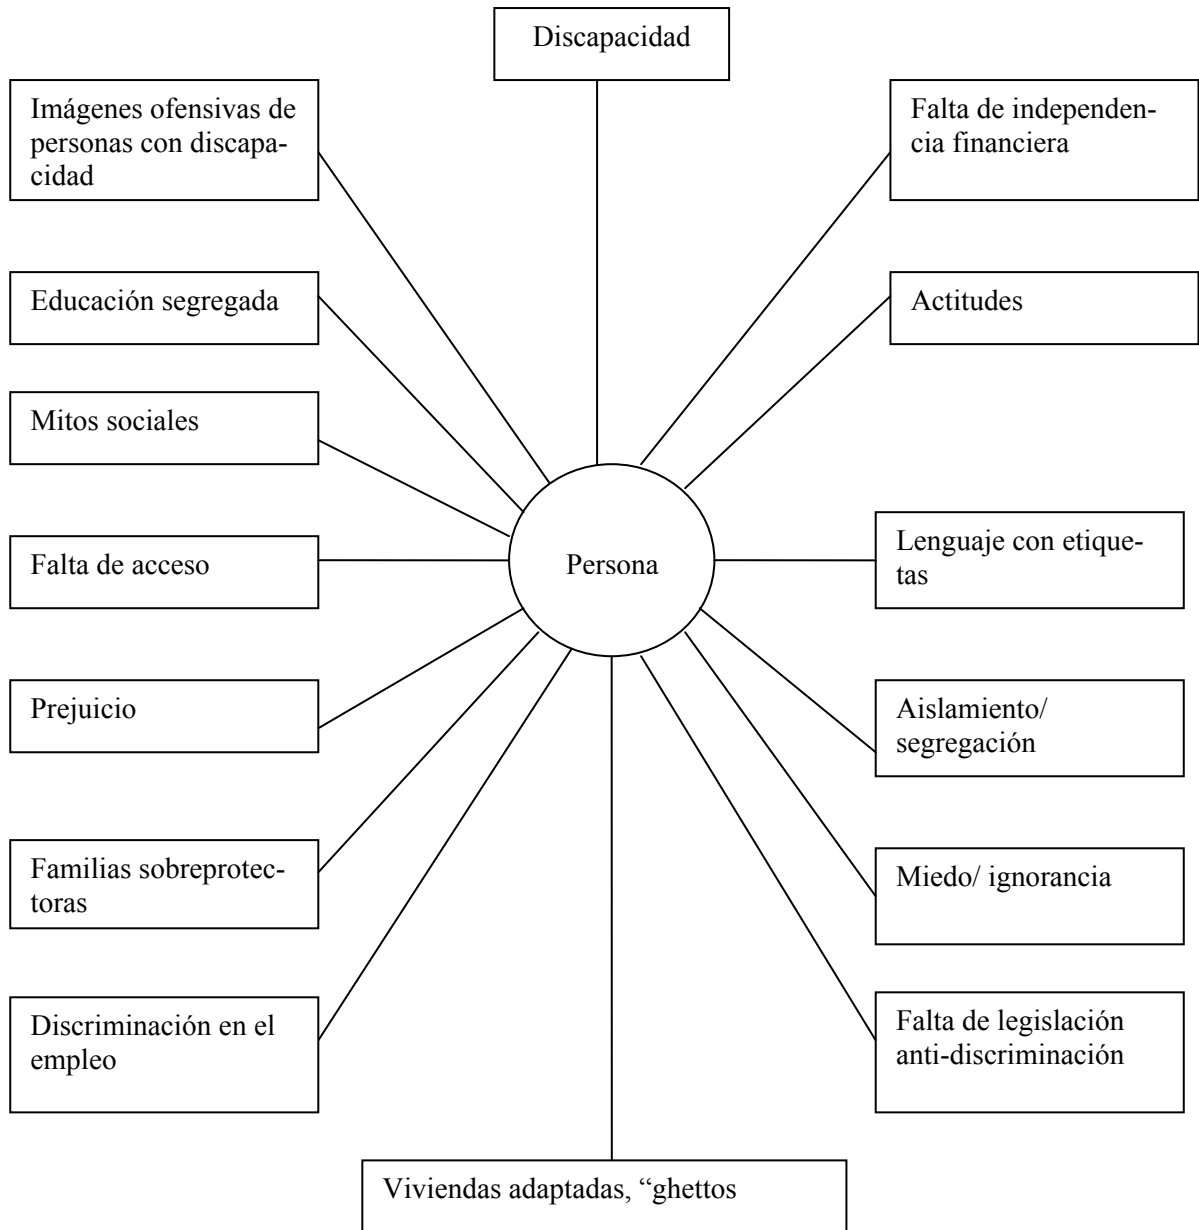 Discapacidad
Imágenes ofensivas de
personas con discapa-
cidad
Falta de independen-
cia financiera
Educación segregada
Actitudes
Mitos sociales
Falta de acceso
Persona
Lenguaje con etique-
tas
Prejuicio
Aislamiento/
segregación
Familias sobreprotec-
toras
Miedo/ ignorancia
Discriminación en el
empleo
Falta de legislación
anti-discriminación
Viviendas adaptadas, “ghettos